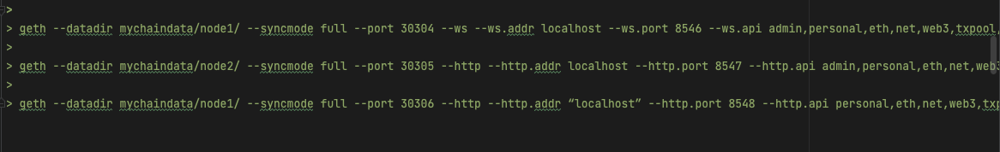 >
> geth --datadir mychaindata/node1/ --syncmode full --port 30304 --ws --ws.addr localhost --ws.port 8546 --ws.api admin,personal,eth,net,web3,txpool,
>
> geth --datadir mychaindata/node2/ --syncmode full --port 30305 --http --http.addr localhost --http.port 8547 --http.api admin,personal,eth,net,web3
>
> geth --datadir mychaindata/node1/ --syncmode full --port 30306 --http --http.addr “localhost” --http.port 8548 --http.api personal,eth,net,web3,txp